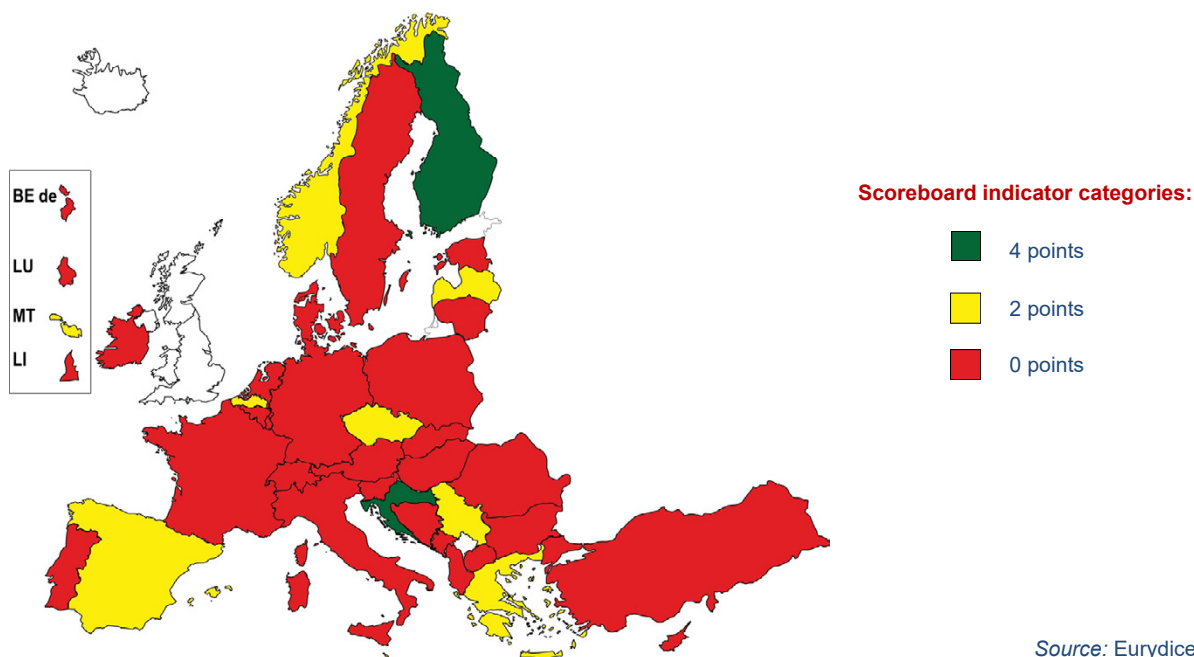 BE de
LU
MT
LI
Scoreboard indicator categories:
4 points
2 points
0 points
Source: Eurydice